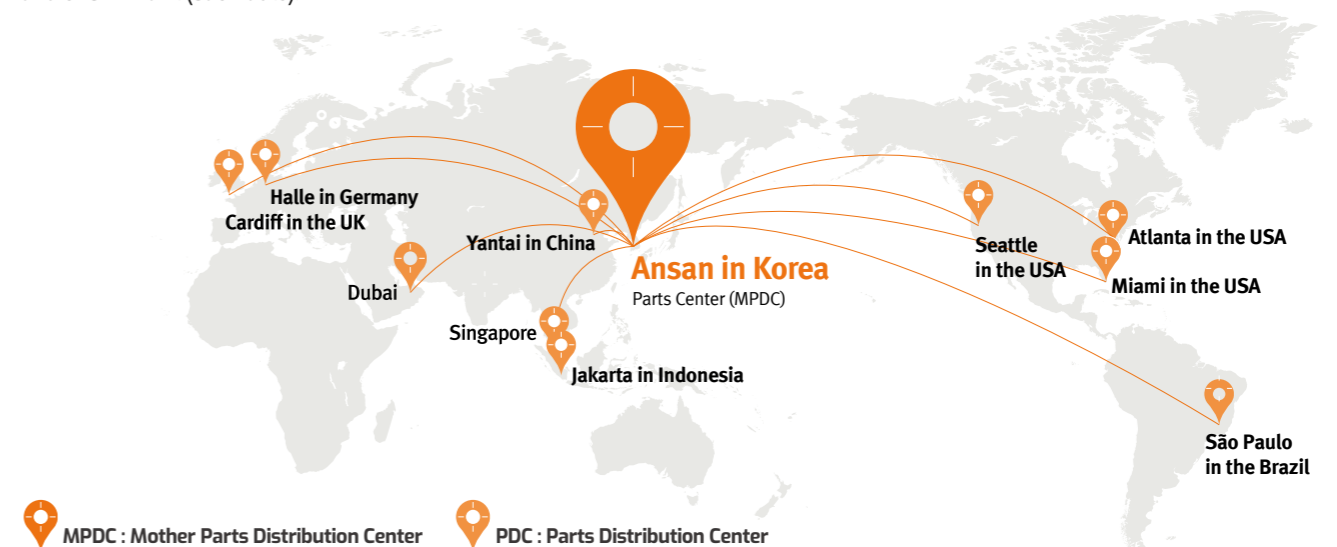 Halle in Germany
Cardiff in the UK
Yantai in China
Ansan in Korea
Parts Center (MPDC)
Dubai
Singapore
Jakarta in Indonesia
Seattle
in the USA
Atlanta in the USA
Miami in the USA
São Paulo
in the Brazil
MPDC : Mother Parts Distribution Center
PDC : Parts Distribution Center